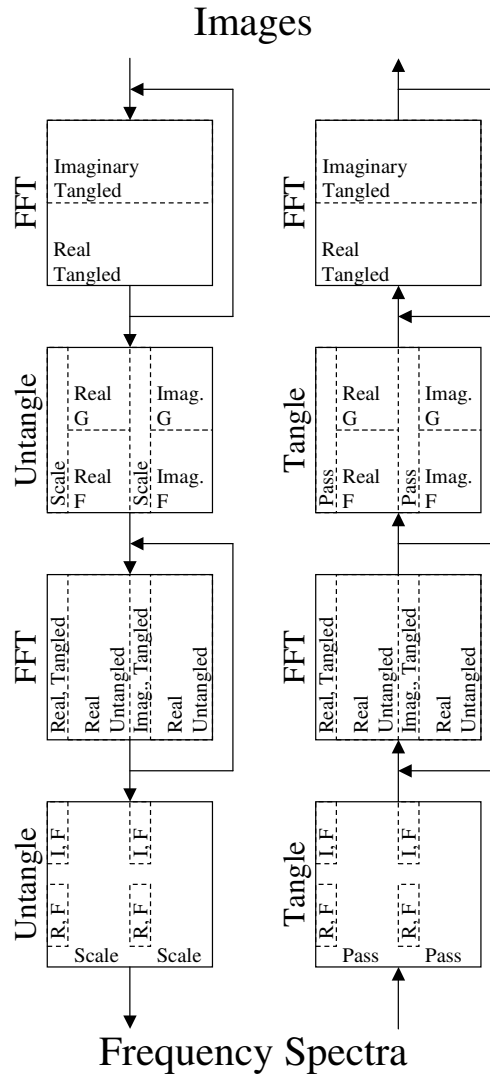 Images
FFT
Imaginary
Tangled
Real
Tangled
FFT
Imaginary
Tangled
Real
Tangled
Untangle
Scale
Real
G
Real
F
Scale
Imag.
G
Imag.
F
Tangle
Pass
Real
G
Real
F
Pass
Imag.
G
Imag.
F
FFT
Real, Tangled
Real
Untangled
Imag., Tangled
Real
Untangled
FFT
Real, Tangled
Real
Untangled
Imag., Tangled
Real
Untangled
Untangle
I, F
I, F
R, F
R, F
Scale
Scale
Tangle
I, F
I, F
R, F
R, F
Pass
Pass
Frequency Spectra